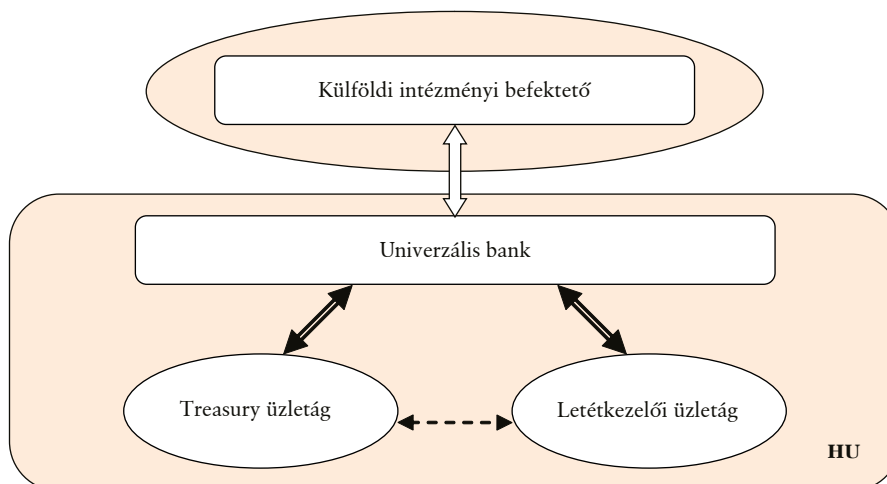 Külföldi intézményi befektető
Univerzális bank
Treasury üzletág
Letétkezelői üzletág
HU